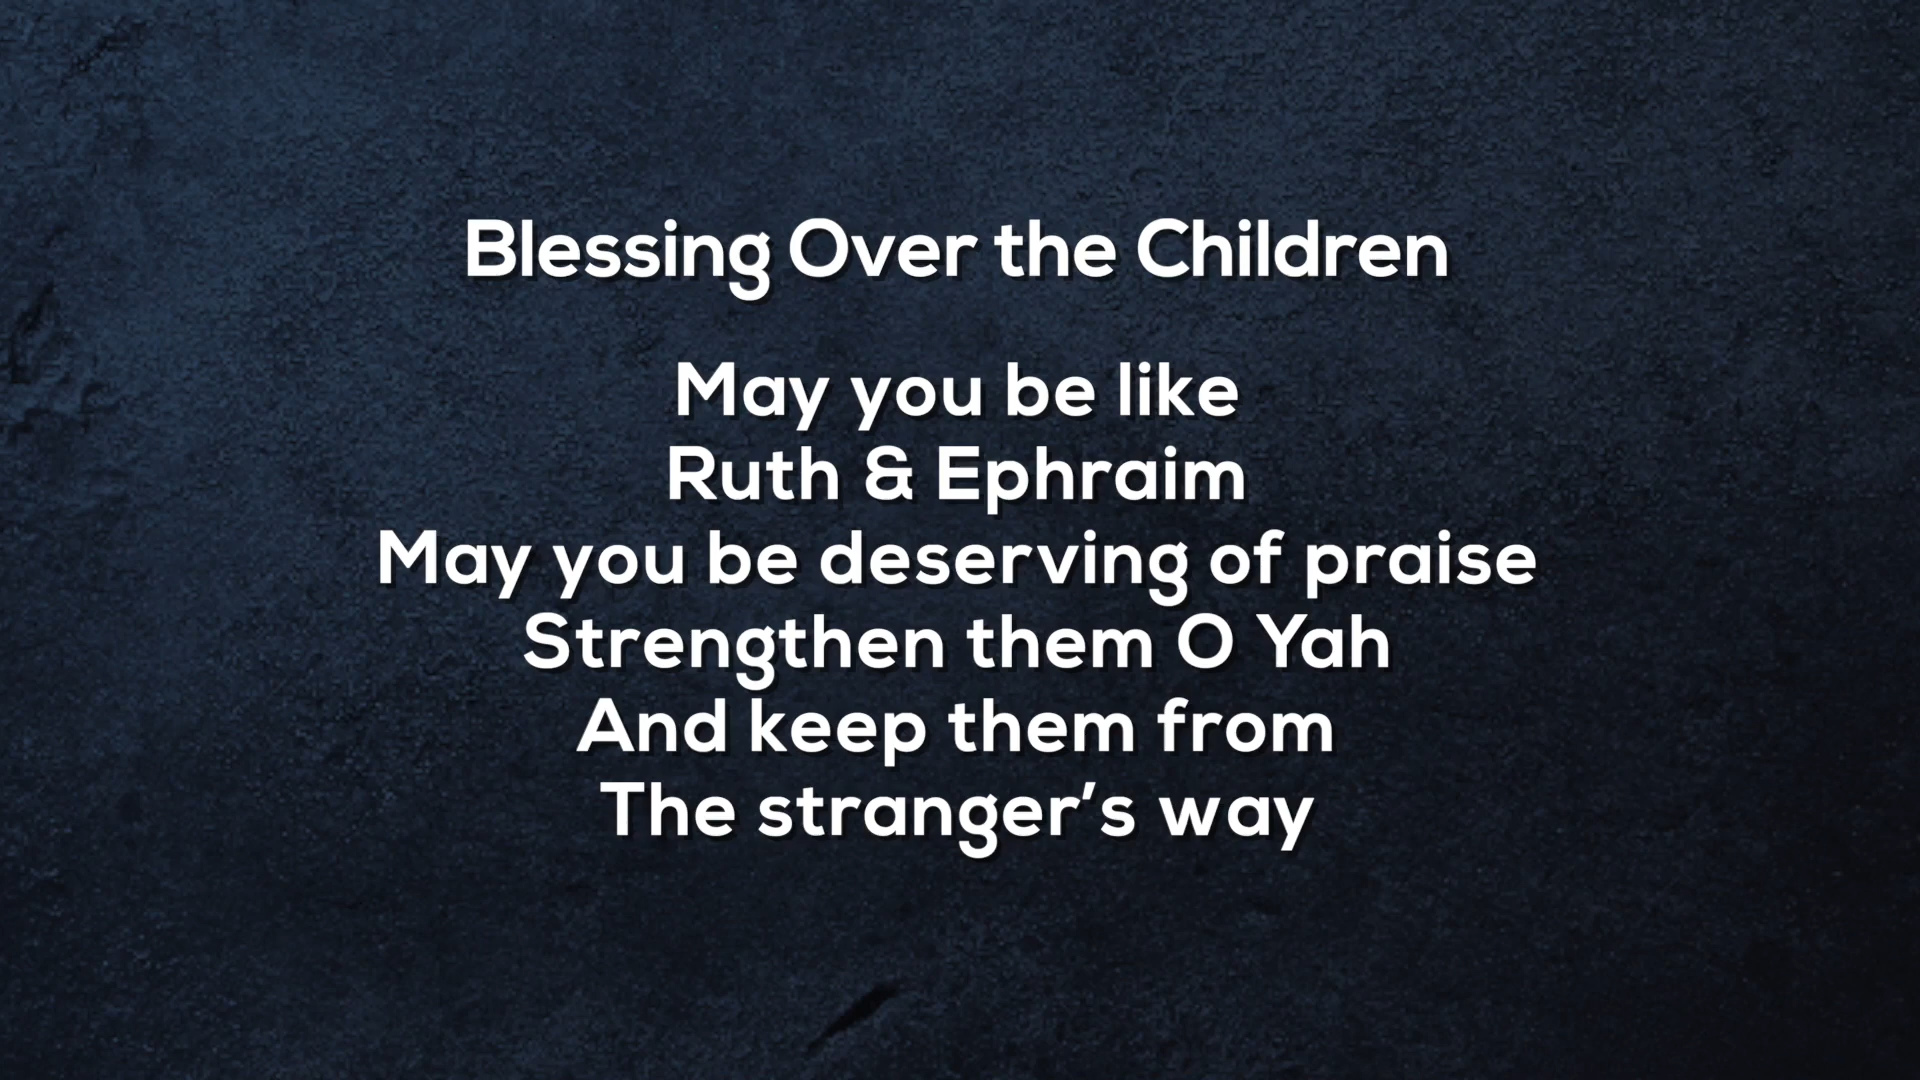 Blessing Over the Children
May you be like
Ruth & Ephraim
May you be deserving of praise
Strengthen them O Yah
And keep them from
The stranger’s way